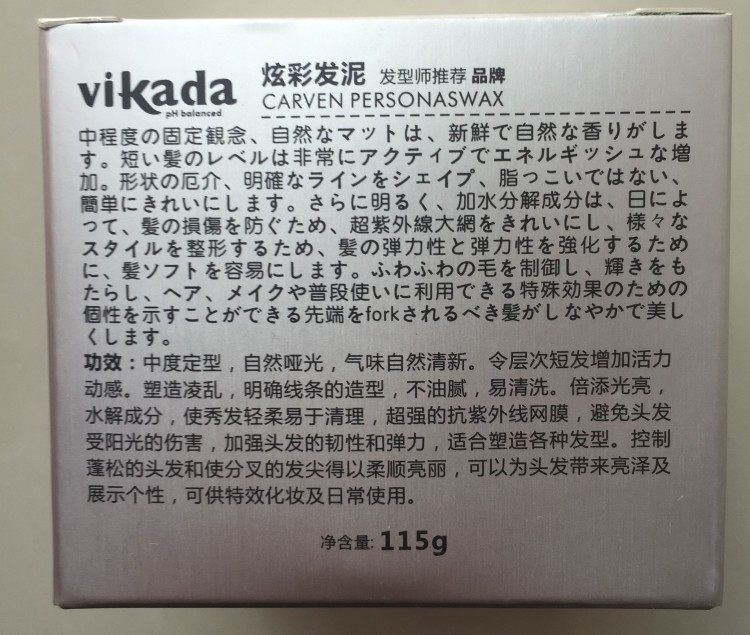 vikada
pH balanced
炫彩发泥 发型师推荐 品牌
CARVEN PERSONASWAX
中程度の固定観念、自然なマットは、新鮮で自然な香りがしま
す。短い髪のレベルは非常にアクティブでエネルギッシュな増
加。形状の厄介、明確なラインをシェイプ、脂っこいではない、
簡単にきれいにします。さらに明るく、加水分解成分は、日によ
って、髪の損傷を防ぐため、超紫外線大網をきれいにし、様々な
スタイルを整形するため、髪の弾力性と弾力性を強化するため
に、髪ソフトを容易にします。ふわふわの毛を制御し、輝きをも
たらし、ヘア、メイクや普段使いに利用できる特殊効果のための
個性を示すことができる先端をforkされるべき髪がしなやかで美し
くします。
功效：中度定型，自然哑光，气味自然清新。令层次短发增加活力
动感。塑造凌乱，明确线条的造型，不油腻，易清洗。倍添光亮，
水解成分，使秀发轻柔易于清理，超强的抗紫外线网膜，避免头发
受阳光的伤害，加强头发的韧性和弹力，适合塑造各种发型。控制
蓬松的头发和使分叉的发尖得以柔顺亮丽，可以为头发带来亮泽及
展示个性，可供特效化妆及日常使用。
净含量: 115g